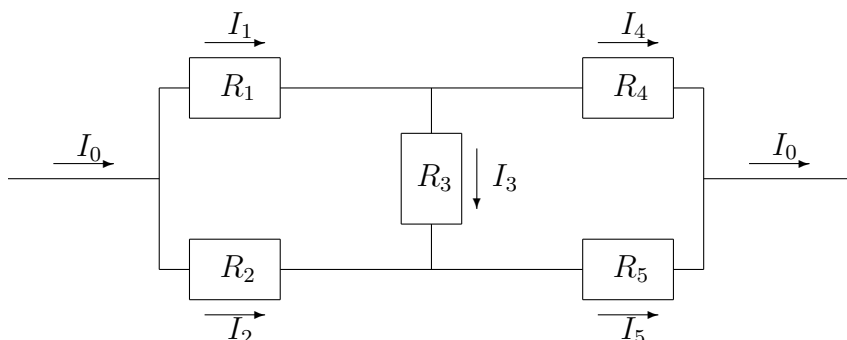 I₁ I₄
R₁ R₄
I₀ I₀
R₃ I₃
R₂ R₅
I₂ I₅